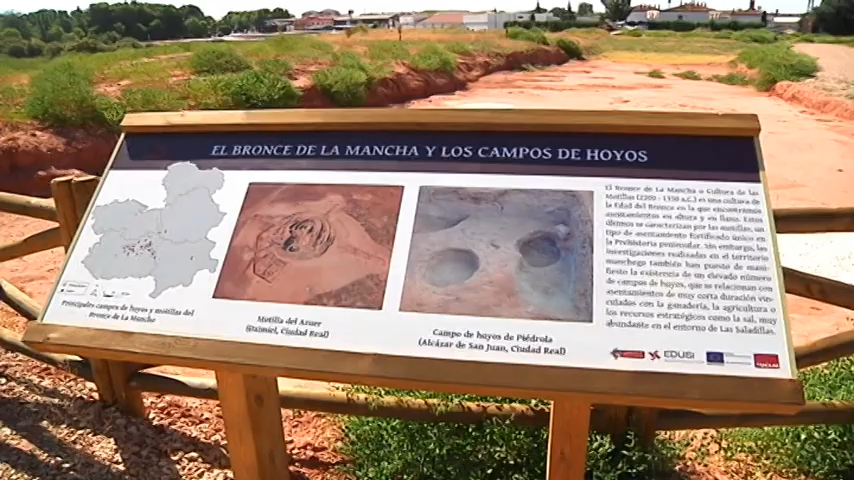 EL BRONCE DE LA MANCHA Y LOS CAMPOS DE HOYOS
Principales campos de hoyos y motillas del
Bronce de La Mancha
Motilla del Azuer
(Daimiel, Ciudad Real)
Campo de hoyos de Piédrola
(Alcázar de San Juan, Ciudad Real)
El Bronce de La Mancha o Cultura de las
Motillas (2200 - 1350 a.C.) es una cultura de
la Edad del Bronce en la que encontramos
asentamientos en altura y en llano. Estos
últimos se caracterizan por las motillas, un
tipo de asentamiento fortificado único en
la Prehistoria peninsular. Sin embargo, las
investigaciones realizadas en el territorio
manchego también han puesto de mani-
fiesto la existencia de un elevado número
de campos de hoyos, que se relacionan con
asentamientos de muy corta duración vin-
culados con la ganadería, la agricultura o
los recursos estratégicos como la sal, muy
abundante en el entorno de Las Saladillas.
EDUSI